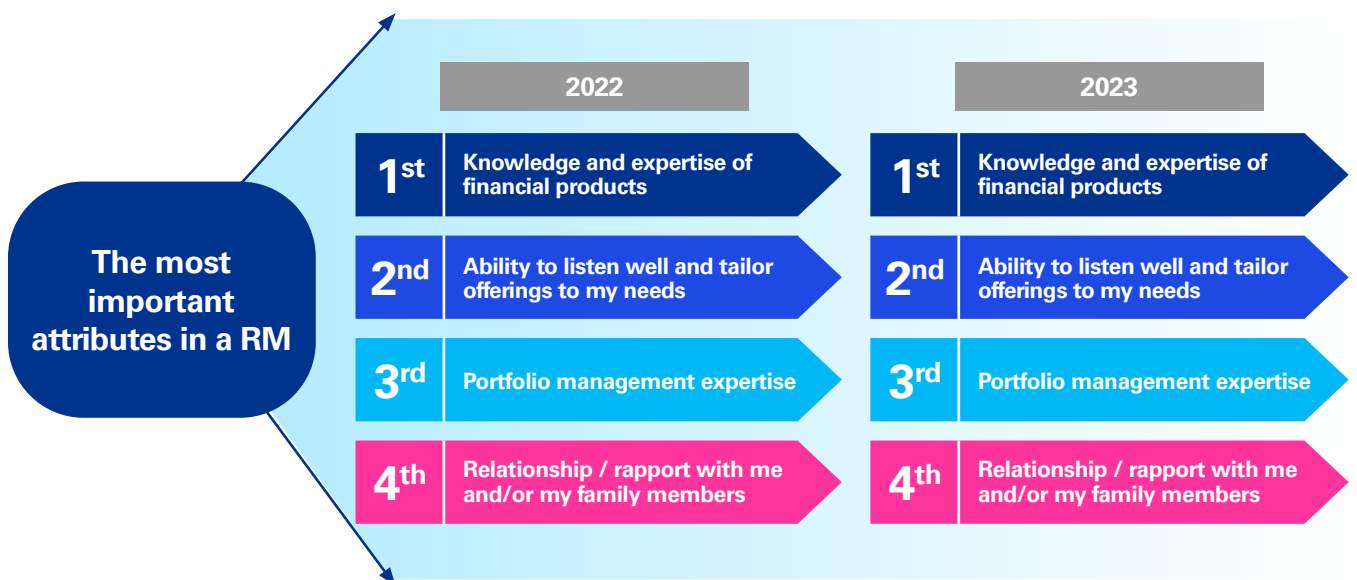 The most
important
attributes in a RM
2022
1st
Knowledge and expertise of
financial products
2nd
Ability to listen well and tailor
offerings to my needs
3rd
Portfolio management expertise
4th
Relationship / rapport with me
and/or my family members
2023
1st
Knowledge and expertise of
financial products
2nd
Ability to listen well and tailor
offerings to my needs
3rd
Portfolio management expertise
4th
Relationship / rapport with me
and/or my family members